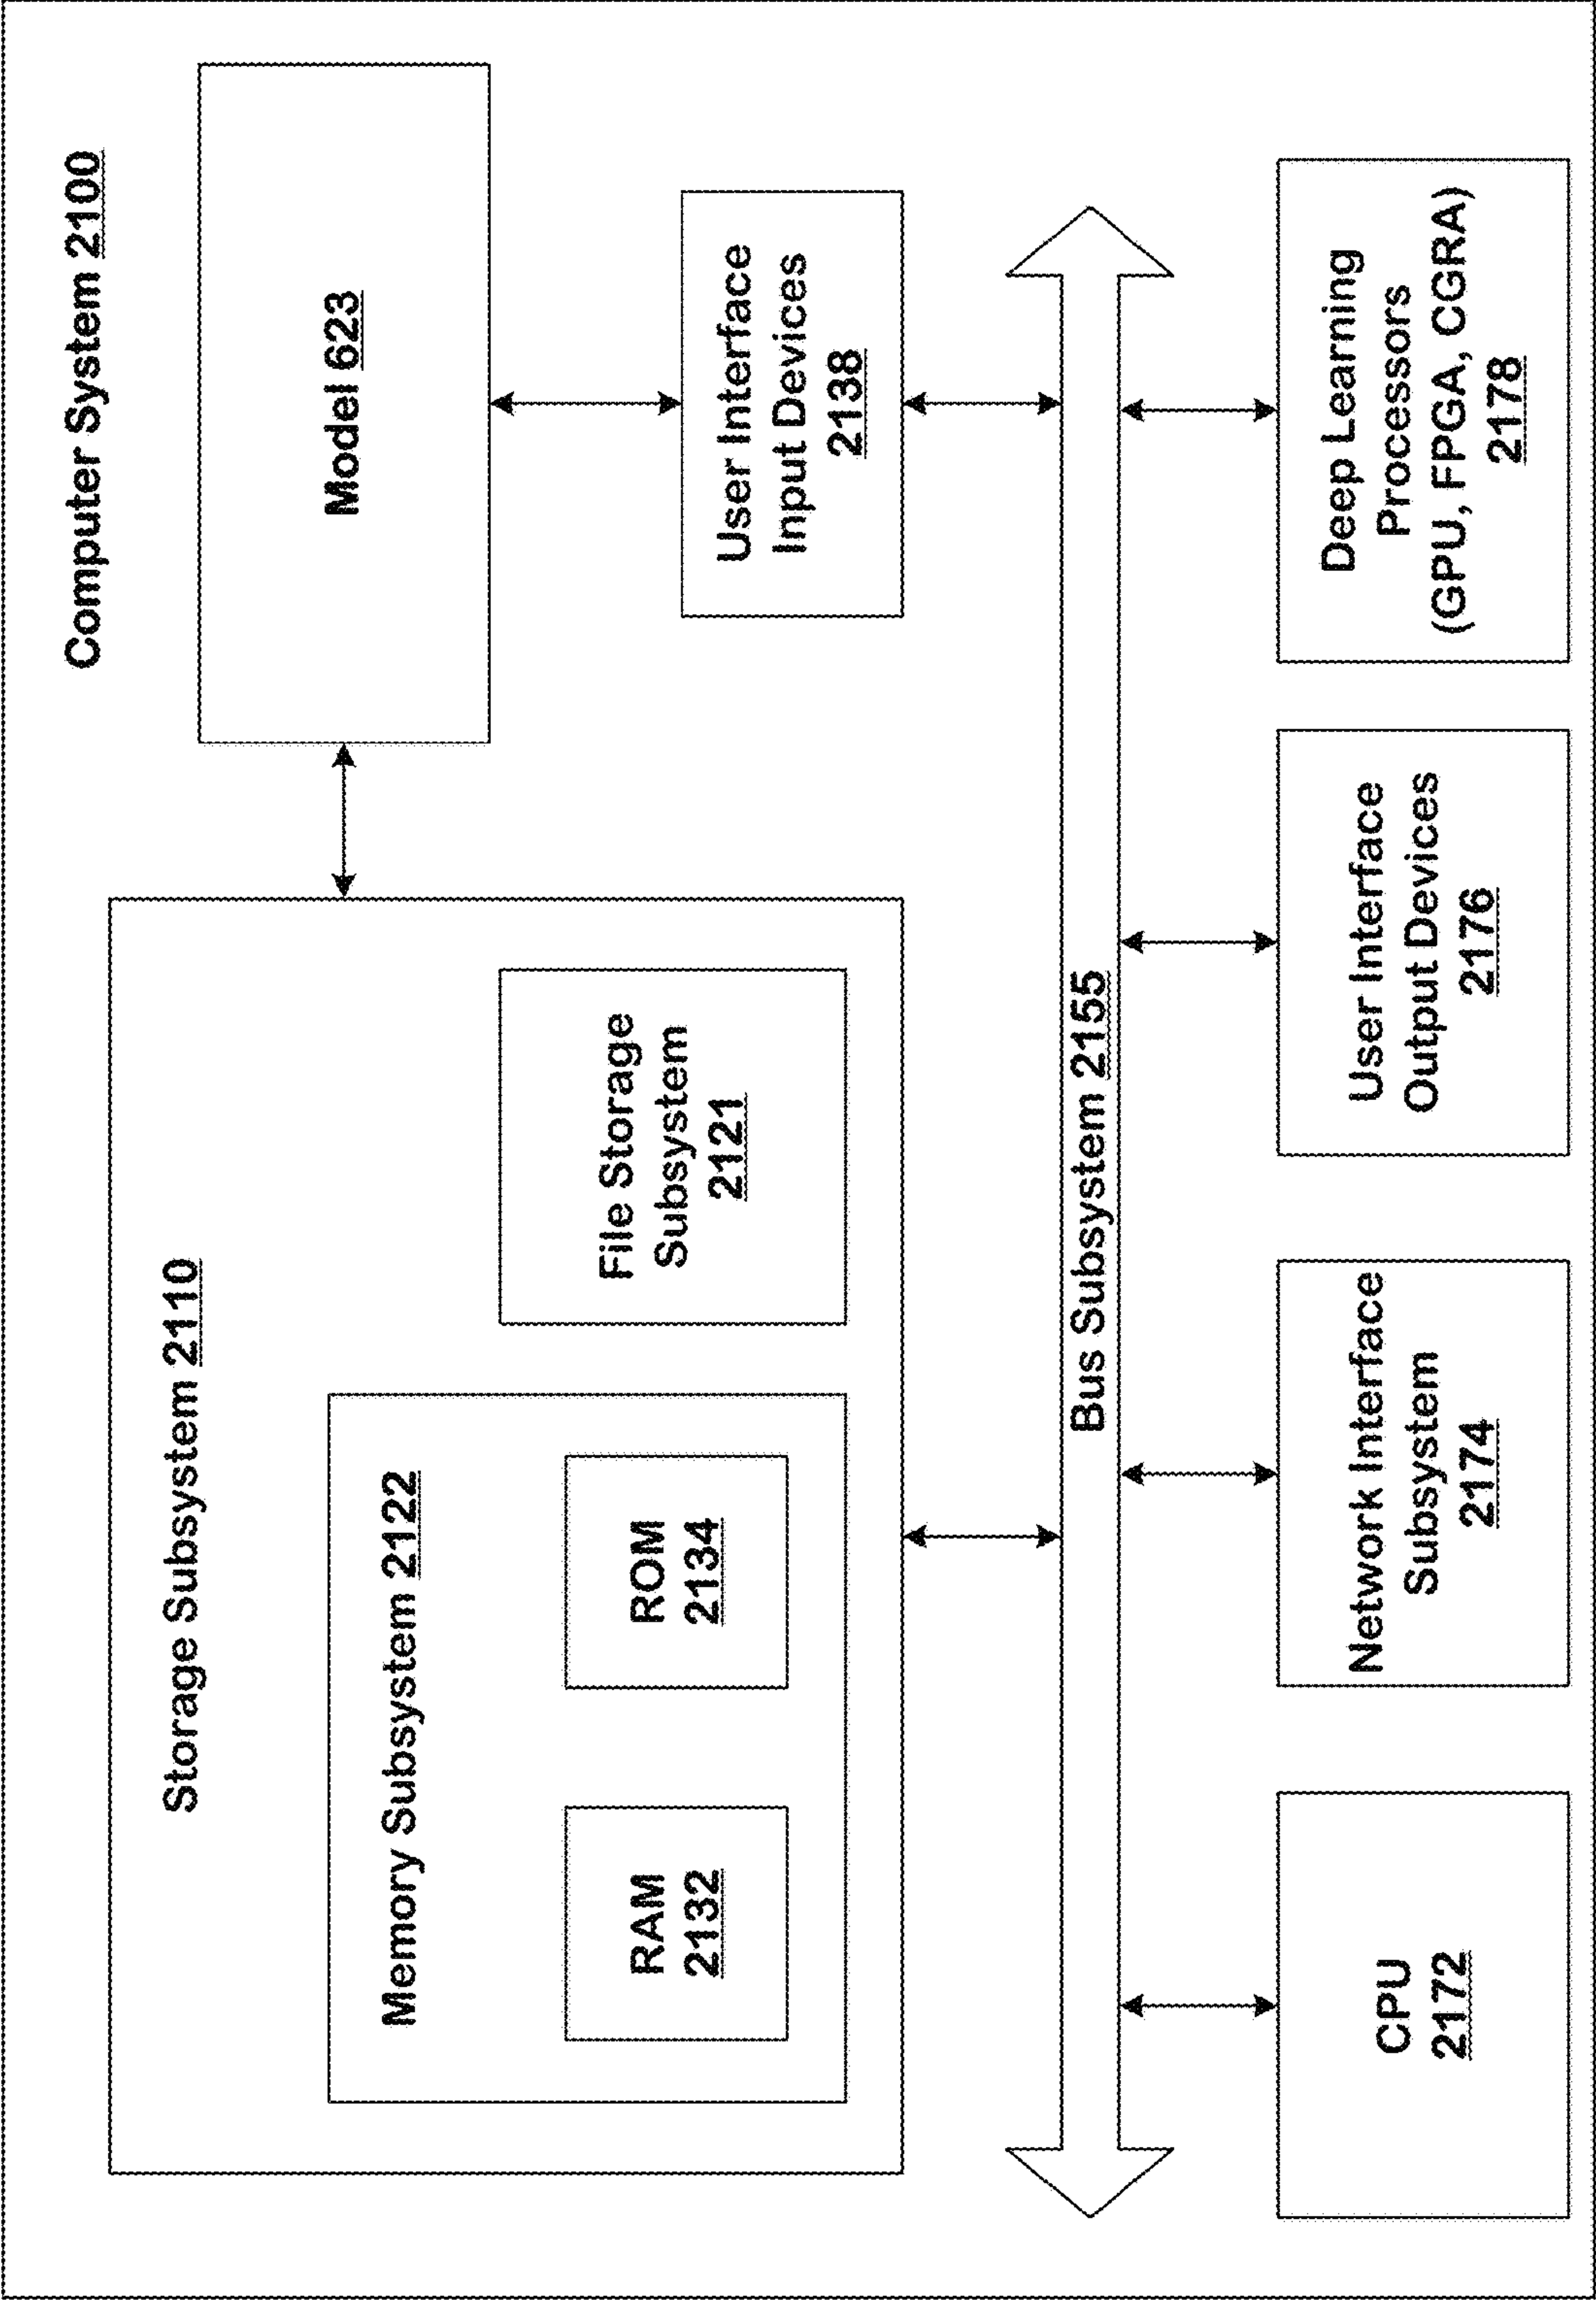 Computer System 2100
Storage Subsystem 2110
Memory Subsystem 2122
RAM
2132
ROM
2134
File Storage
Subsystem
2121
Model 623
User Interface
Input Devices
2138
Bus Subsystem 2155
CPU
2172
Network Interface
Subsystem
2174
User Interface
Output Devices
2176
Deep Learning
Processors
(GPU, FPGA, CGRA)
2178